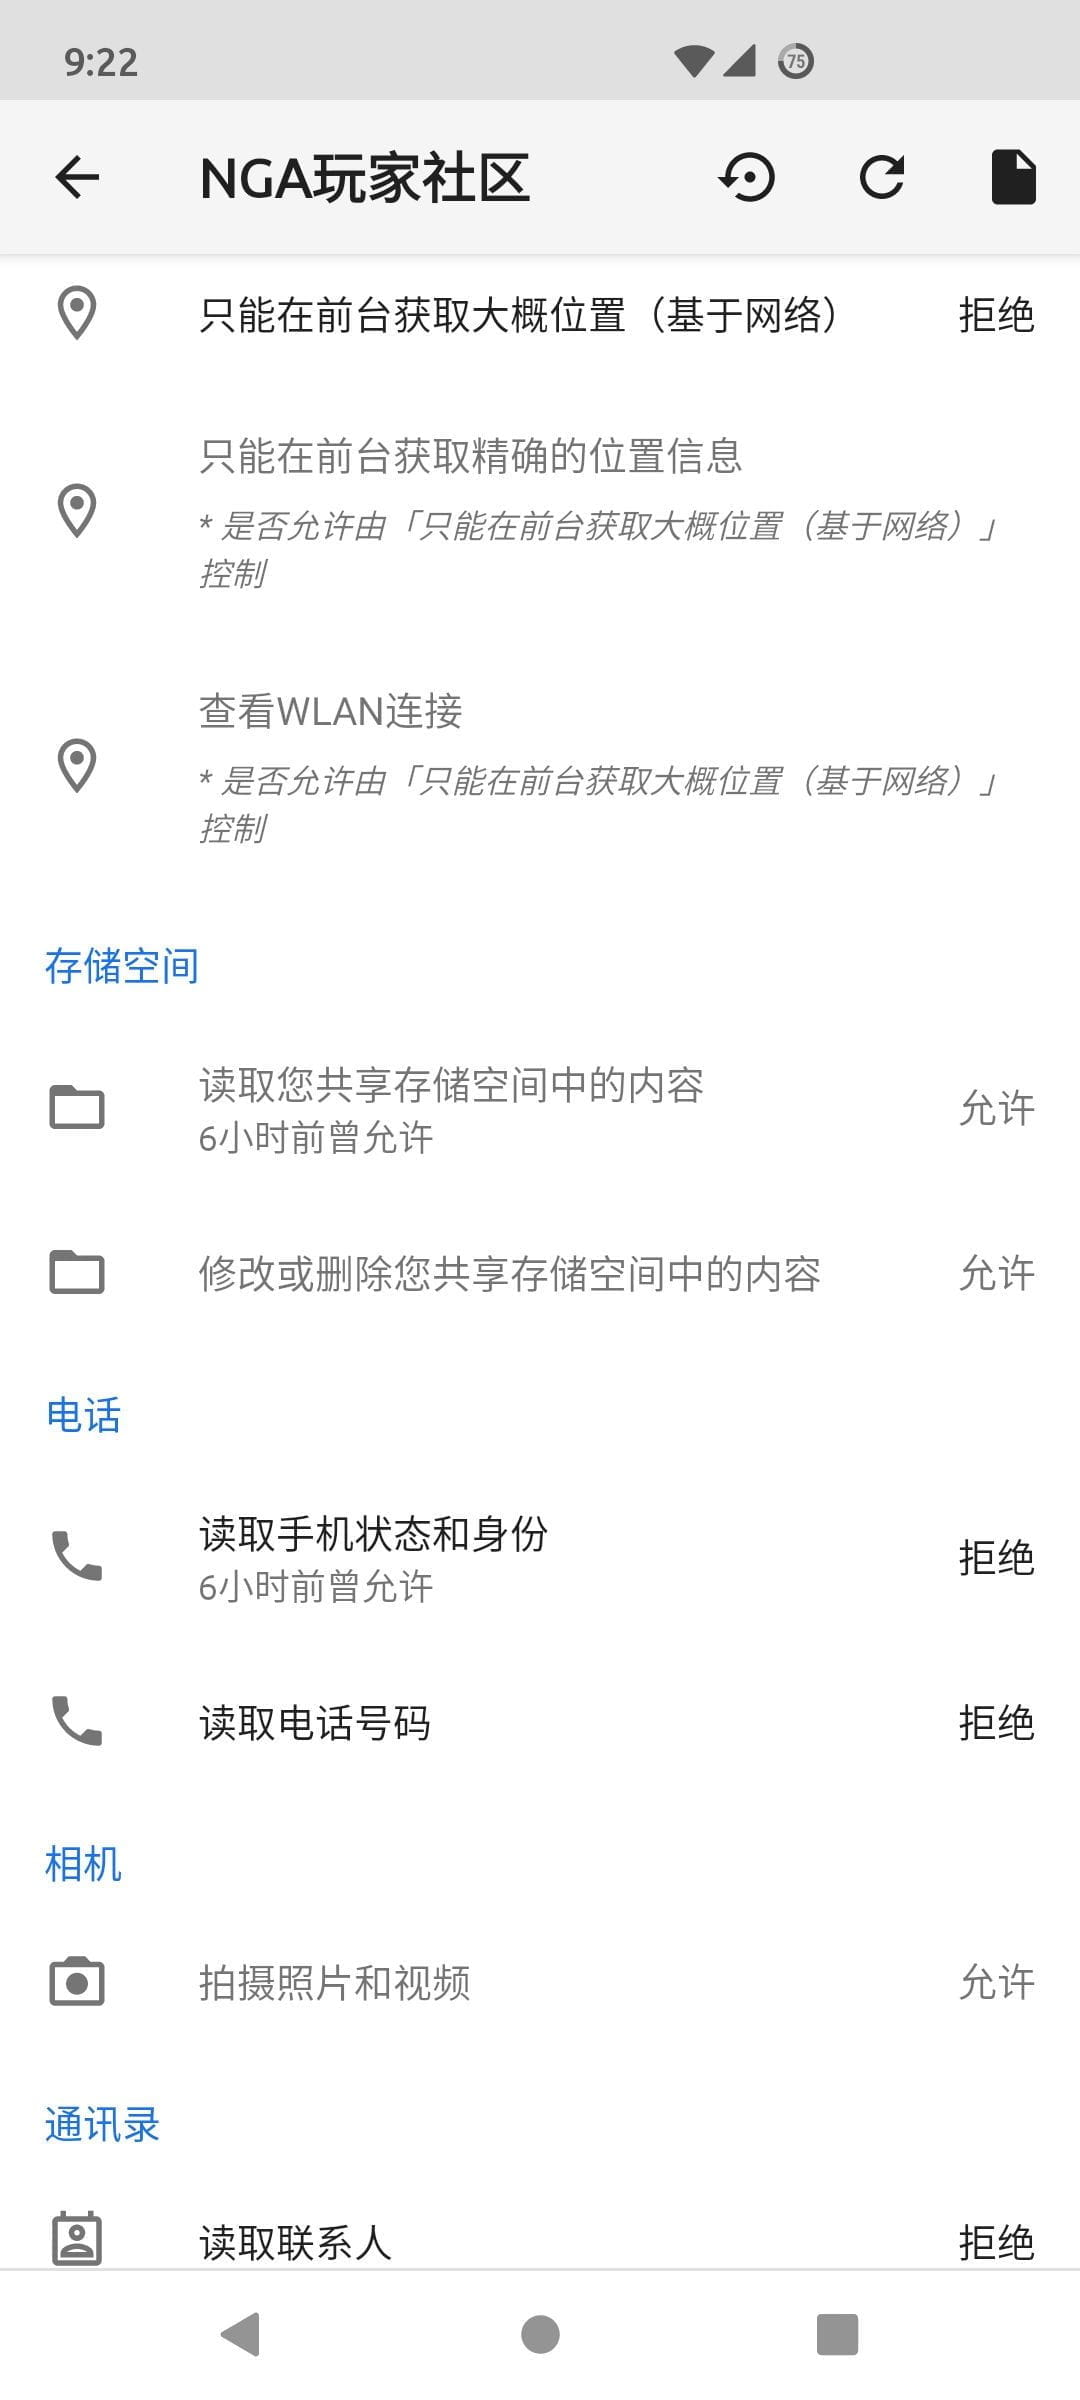 9:22
75
NGA玩家社区
只能在前台获取大概位置（基于网络）
拒绝
只能在前台获取精确的位置信息
* 是否允许由「只能在前台获取大概位置（基于网络）」
控制
查看WLAN连接
* 是否允许由「只能在前台获取大概位置（基于网络）」
控制
存储空间
读取您共享存储空间中的内容
6小时前曾允许
允许
修改或删除您共享存储空间中的内容
允许
电话
读取手机状态和身份
6小时前曾允许
拒绝
读取电话号码
拒绝
相机
拍摄照片和视频
允许
通讯录
读取联系人
拒绝